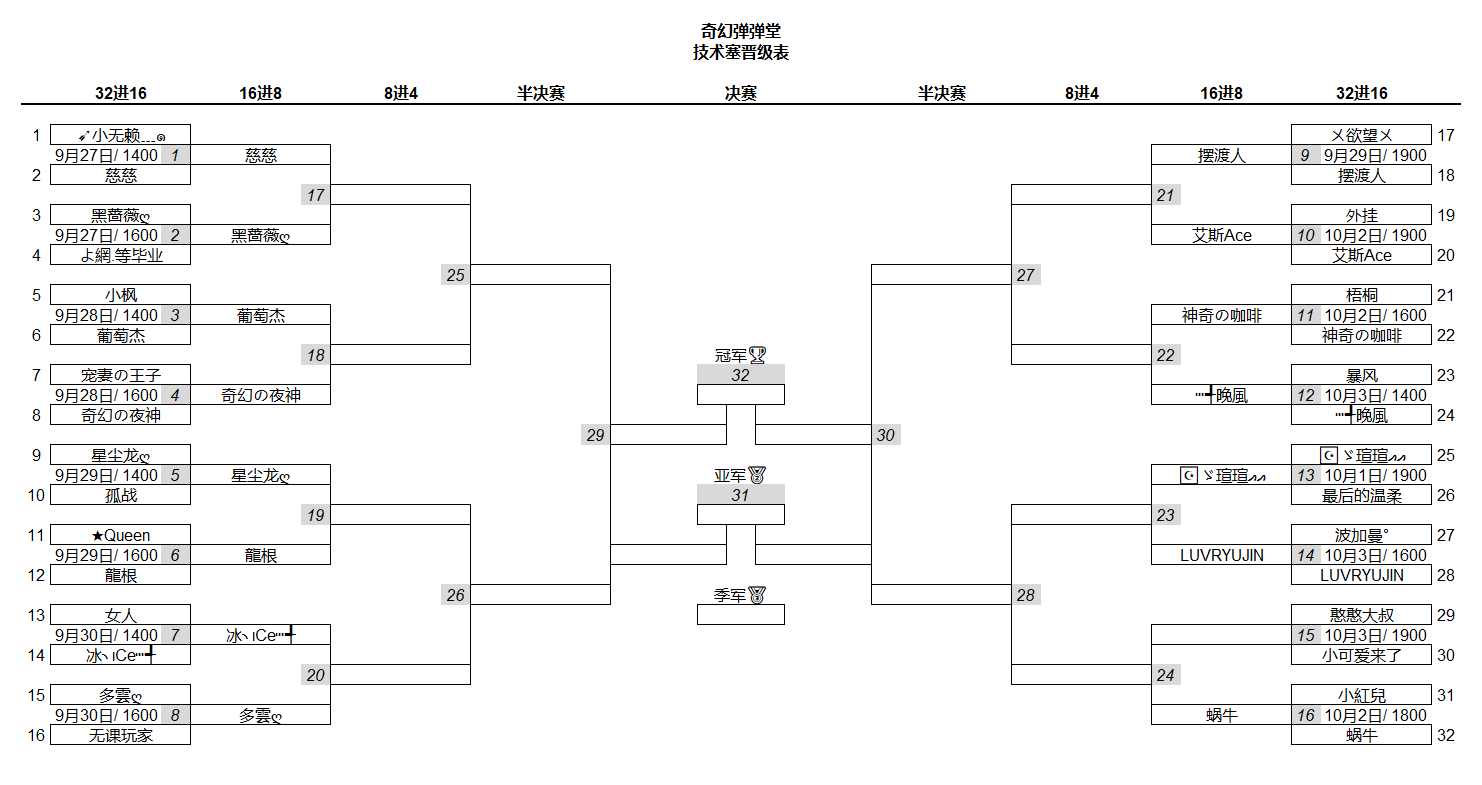 奇幻弹弹堂
技术塞晋级表
32进16 16进8 8进4 半决赛 决赛 半决赛 8进4 16进8 32进16
1 ➶小无赖﹍๑ 乄欲望乄 17
9月27日/ 1400 1 慈慈 摆渡人 9 9月29日/ 1900
2 慈慈 摆渡人 18
17 21
3 黑蔷薇ღ 外挂 19
9月27日/ 1600 2 黑蔷薇ღ 艾斯Ace 10 10月2日/ 1900
4 よ網.等毕业 艾斯Ace 20
25 27
5 小枫 梧桐 21
9月28日/ 1400 3 葡萄杰 神奇の咖啡 11 10月2日/ 1600
6 葡萄杰 神奇の咖啡 22
18 冠军🏆 22
7 宠妻の王子 32 暴风 23
9月28日/ 1600 4 奇幻の夜神 ┉╃晚風 12 10月3日/ 1400
8 奇幻の夜神 ┉╃晚風 24
29 30
9 星尘龙ღ ☪ゞ瑄瑄ᨒ 25
9月29日/ 1400 5 星尘龙ღ 亚军🥈 ☪ゞ瑄瑄ᨒ 13 10月1日/ 1900
10 孤战 31 最后的温柔 26
19 23
11 ★Queen 波加曼° 27
9月29日/ 1600 6 龍根 LUVRYUJIN 14 10月3日/ 1600
12 龍根 LUVRYUJIN 28
26 季军🥉 28
13 女人 憨憨大叔 29
9月30日/ 1400 7 冰ヽıCe┉╃ 15 10月3日/ 1900
14 冰ヽıCe┉╃ 小可爱来了 30
20 24
15 多雲ღ 小紅兒 31
9月30日/ 1600 8 多雲ღ 蜗牛 16 10月2日/ 1800
16 无课玩家 蜗牛 32